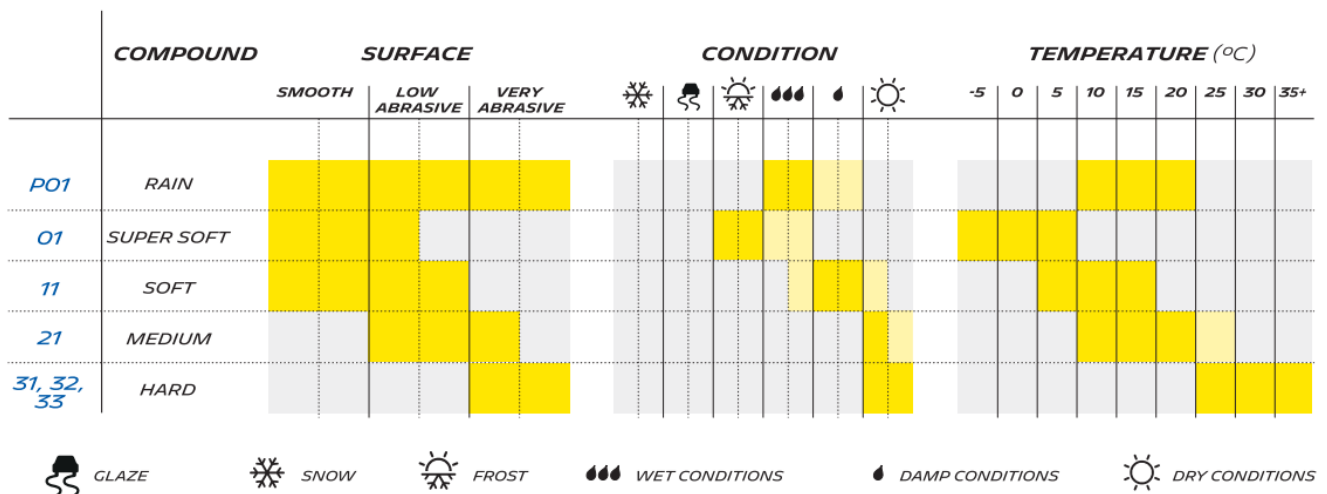 COMPOUND SURFACE CONDITION TEMPERATURE (ºC)
SMOOTH LOW ABRASIVE VERY ABRASIVE -5 0 5 10 15 20 25 30 35+
PO1 RAIN
O1 SUPER SOFT
11 SOFT
21 MEDIUM
31, 32, 33 HARD
GLAZE SNOW FROST WET CONDITIONS DAMP CONDITIONS DRY CONDITIONS